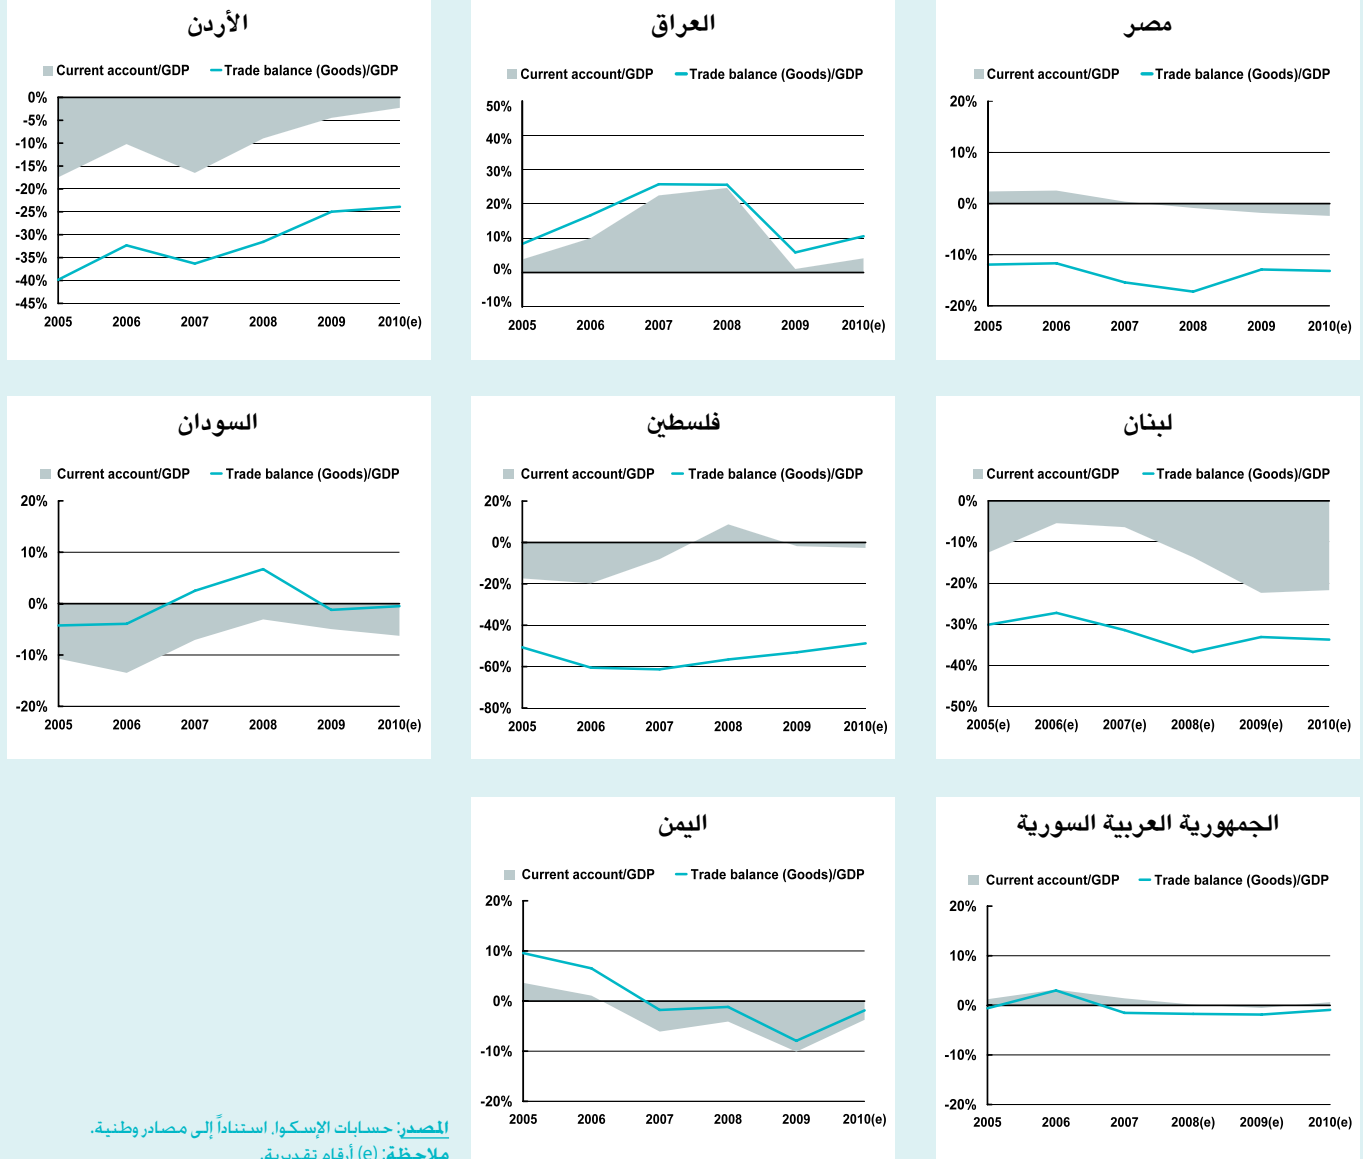 مصر
Current account/GDP Trade balance (Goods)/GDP
20%
10%
0%
-10%
-20%
2005 2006 2007 2008 2009 2010(e)
العراق
Current account/GDP Trade balance (Goods)/GDP
50%
40%
30%
20%
10%
0%
-10%
2005 2006 2007 2008 2009 2010(e)
الأردن
Current account/GDP Trade balance (Goods)/GDP
0%
-5%
-10%
-15%
-20%
-25%
-30%
-35%
-40%
-45%
2005 2006 2007 2008 2009 2010(e)
لبنان
Current account/GDP Trade balance (Goods)/GDP
0%
-10%
-20%
-30%
-40%
-50%
2005(e) 2006(e) 2007(e) 2008(e) 2009(e) 2010(e)
فلسطين
Current account/GDP Trade balance (Goods)/GDP
20%
0%
-20%
-40%
-60%
-80%
2005 2006 2007 2008 2009 2010(e)
السودان
Current account/GDP Trade balance (Goods)/GDP
20%
10%
0%
-10%
-20%
2005 2006 2007 2008 2009 2010(e)
الجمهورية العربية السورية
Current account/GDP Trade balance (Goods)/GDP
20%
10%
0%
-10%
-20%
2005 2006 2007 2008(e) 2009(e) 2010(e)
اليمن
Current account/GDP Trade balance (Goods)/GDP
20%
10%
0%
-10%
-20%
2005 2006 2007 2008 2009 2010(e)
المصدر: حسابات الإسكوا، استناداً إلى مصادر وطنية.
ملاحظة: (e) أرقام تقديرية.